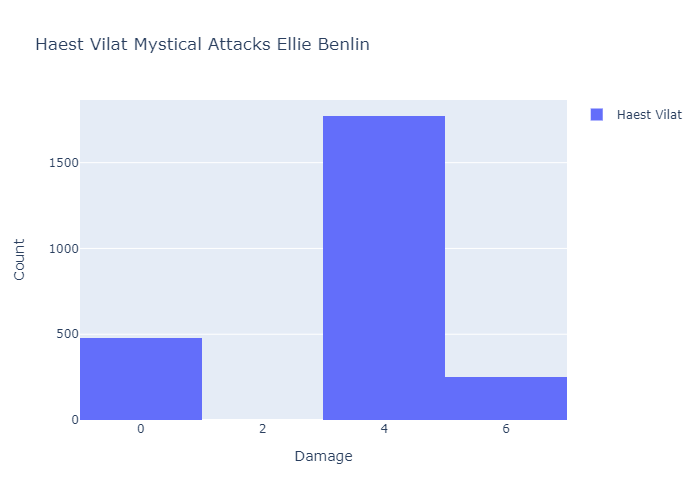 Haest Vilat Mystical Attacks Ellie Benlin
Haest Vilat
1500
1000
500
0
Count
0 2 4 6
Damage